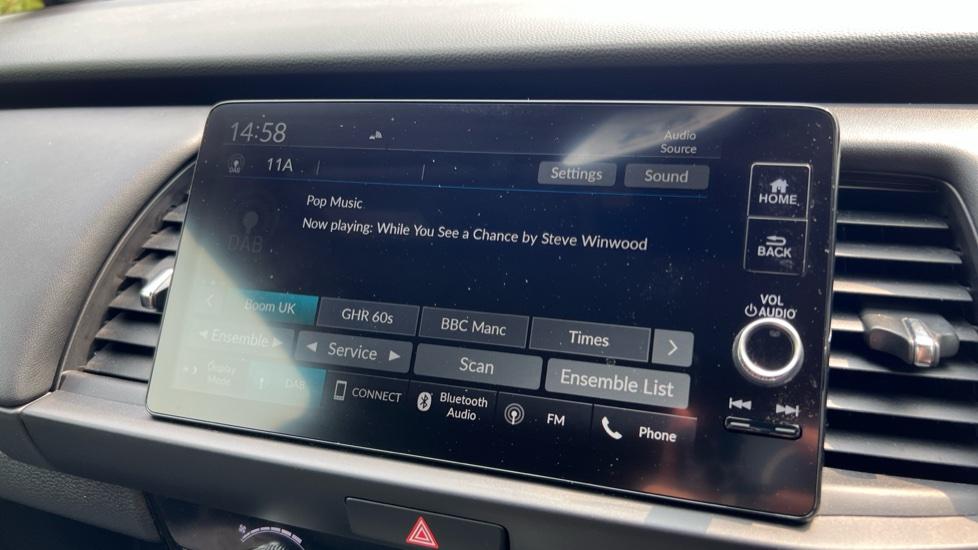 14:58
Audio
Source
DAB
11A
Settings
Sound
HOME
Pop Music
Now playing: While You See a Chance by Steve Winwood
DAB
BACK
VOL
AUDIO
Boom UK
GHR 60s
BBC Manc
Times
Ensemble
Service
Scan
Ensemble List
Display
Mode
DAB
CONNECT
Bluetooth
Audio
FM
Phone